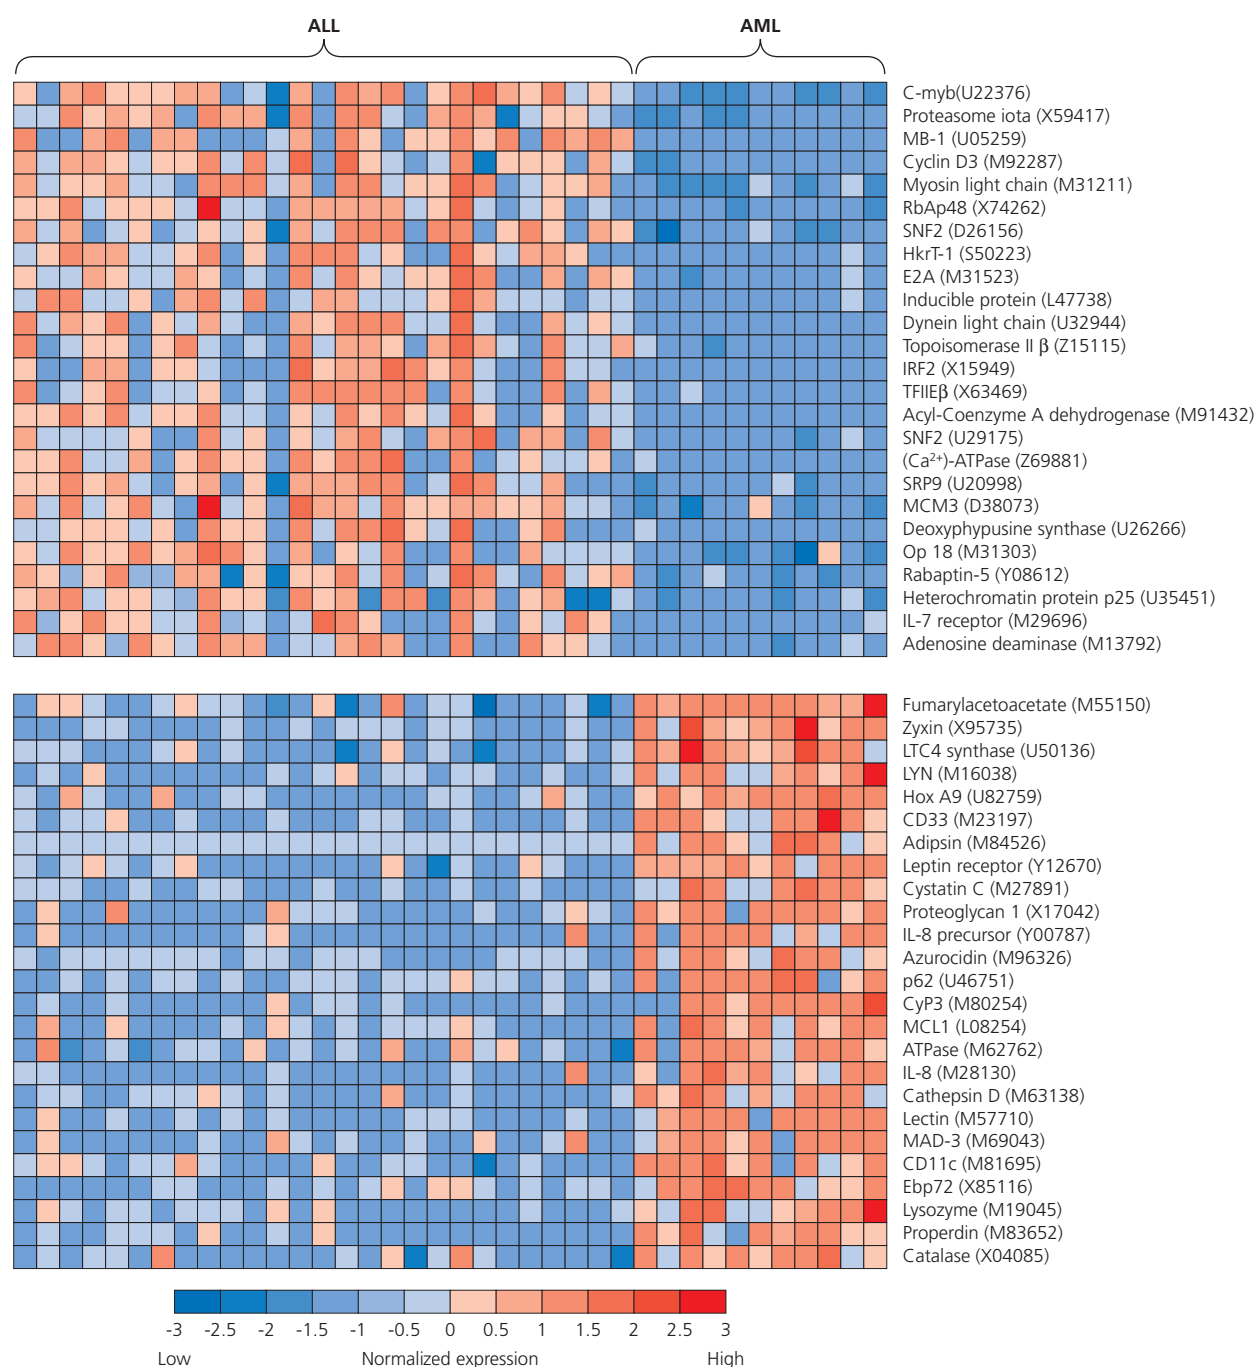 ALL AML
C-myb(U22376)
Proteasome iota (X59417)
MB-1 (U05259)
Cyclin D3 (M92287)
Myosin light chain (M31211)
RbAp48 (X74262)
SNF2 (D26156)
HkrT-1 (S50223)
E2A (M31523)
Inducible protein (L47738)
Dynein light chain (U32944)
Topoisomerase II β (Z15115)
IRF2 (X15949)
TFIIEβ (X63469)
Acyl-Coenzyme A dehydrogenase (M91432)
SNF2 (U29175)
(Ca²⁺)-ATPase (Z69881)
SRP9 (U20998)
MCM3 (D38073)
Deoxyphypusine synthase (U26266)
Op 18 (M31303)
Rabaptin-5 (Y08612)
Heterochromatin protein p25 (U35451)
IL-7 receptor (M29696)
Adenosine deaminase (M13792)
Fumarylacetoacetate (M55150)
Zyxin (X95735)
LTC4 synthase (U50136)
LYN (M16038)
Hox A9 (U82759)
CD33 (M23197)
Adipsin (M84526)
Leptin receptor (Y12670)
Cystatin C (M27891)
Proteoglycan 1 (X17042)
IL-8 precursor (Y00787)
Azurocidin (M96326)
p62 (U46751)
CyP3 (M80254)
MCL1 (L08254)
ATPase (M62762)
IL-8 (M28130)
Cathepsin D (M63138)
Lectin (M57710)
MAD-3 (M69043)
CD11c (M81695)
Ebp72 (X85116)
Lysozyme (M19045)
Properdin (M83652)
Catalase (X04085)
-3 -2.5 -2 -1.5 -1 -0.5 0 0.5 1 1.5 2 2.5 3
Low Normalized expression High